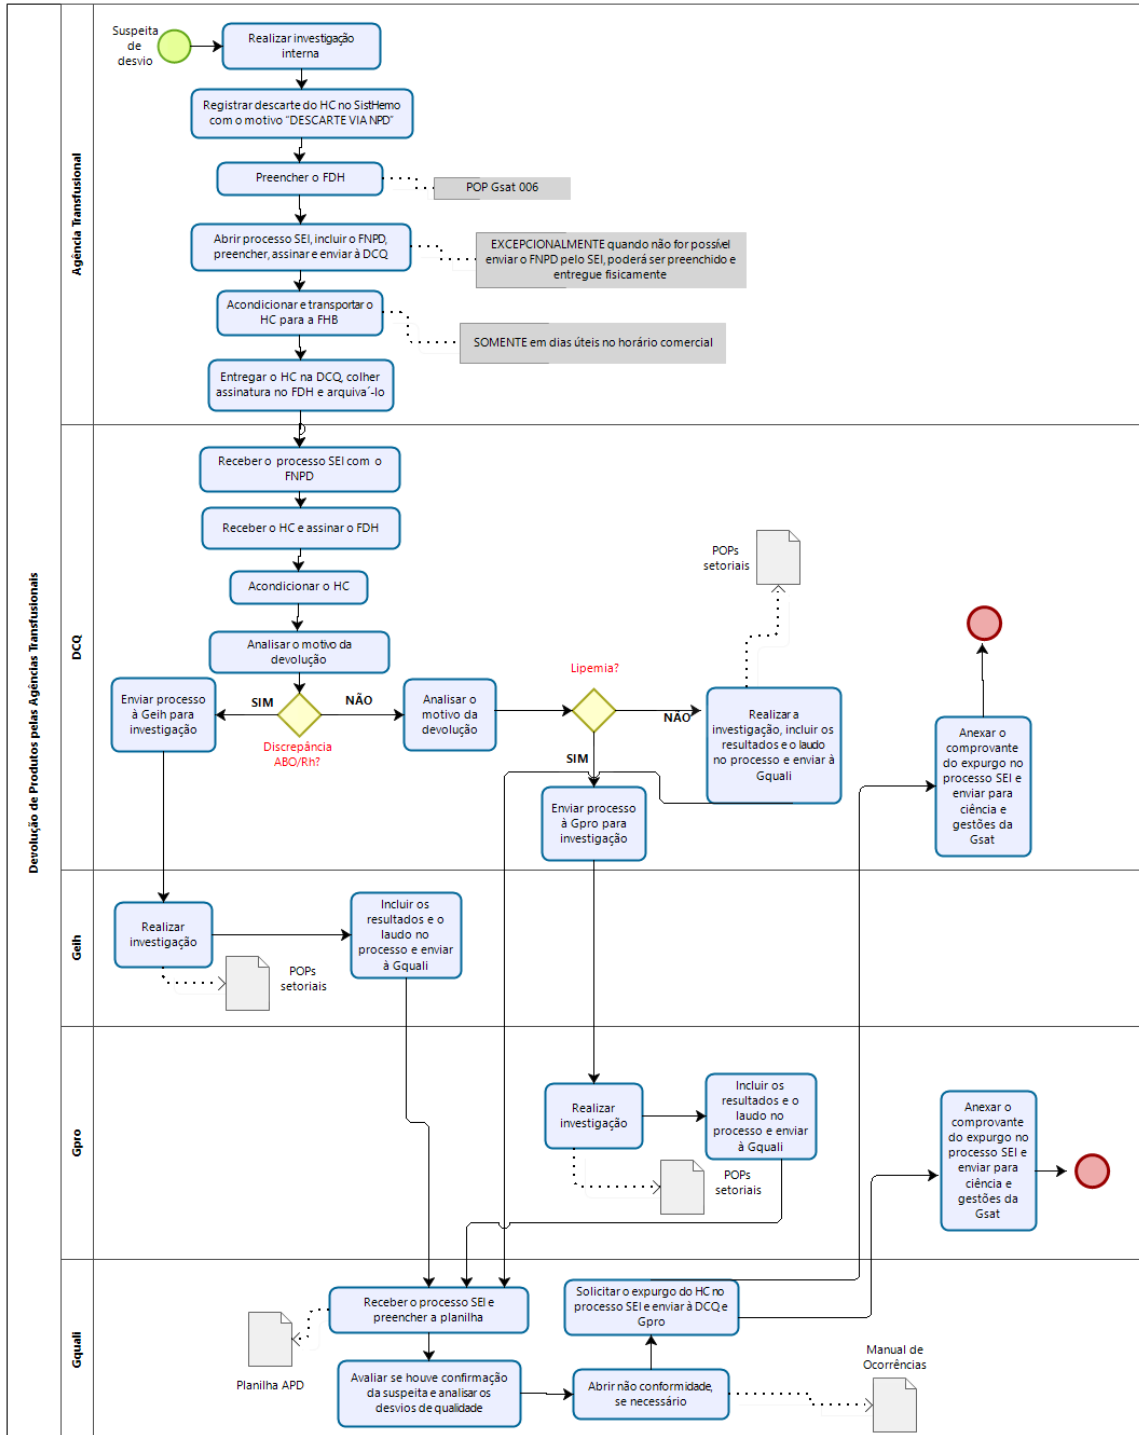 Devolução de Produtos pelas Agências Transfusionais
Agência Transfusional
Suspeita
de
desvio
Realizar investigação
interna
Registrar descarte do HC no SistHemo
com o motivo "DESCARTE VIA NPD"
Preencher o FDH
POP Gsat 006
Abrir processo SEI, incluir o FNPD,
preencher, assinar e enviar à DCQ
EXCEPCIONALMENTE quando não for possível
enviar o FNPD pelo SEI, poderá ser preenchido e
entregue fisicamente
Acondicionar e transportar o
HC para a FHB
SOMENTE em dias úteis no horário comercial
Entregar o HC na DCQ, colher
assinatura no FDH e arquiva´-lo
DCQ
Receber o processo SEI com o
FNPD
Receber o HC e assinar o FDH
Acondicionar o HC
Analisar o motivo da
devolução
Discrepância
ABO/Rh?
SIM
NÃO
Enviar processo
à Geih para
investigação
Analisar o
motivo da
devolução
Lipemia?
SIM
NÃO
Enviar processo
à Gpro para
investigação
Realizar a
investigação, incluir os
resultados e o laudo
no processo e enviar à
Gquali
POPs
setoriais
Anexar o
comprovante
do expurgo no
processo SEI e
enviar para
ciência e
gestões da
Gsat
Geih
Realizar
investigação
POPs
setoriais
Incluir os
resultados e o
laudo no
processo e enviar
à Gquali
Gpro
Realizar
investigação
POPs
setoriais
Incluir os
resultados e o
laudo no
processo e enviar
à Gquali
Anexar o
comprovante
do expurgo no
processo SEI e
enviar para
ciência e
gestões da
Gsat
Gquali
Receber o processo SEI e
preencher a planilha
Planilha APD
Avaliar se houve confirmação
da suspeita e analisar os
desvios de qualidade
Abrir não conformidade,
se necessário
Manual de
Ocorrências
Solicitar o expurgo do HC no
processo SEI e enviar à DCQ e
Gpro